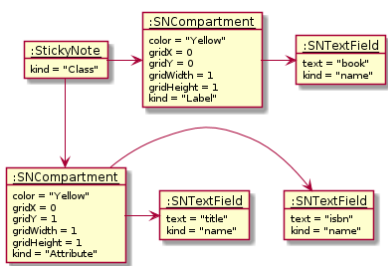 :SNCompartment
color = "Yellow"
gridX = 0
gridY = 0
gridWidth = 1
gridHeight = 1
kind = "Label"
:StickyNote
kind = "Class"
:SNTextField
text = "book"
kind = "name"
:SNCompartment
color = "Yellow"
gridX = 0
gridY = 1
gridWidth = 1
gridHeight = 1
kind = "Attribute"
:SNTextField
text = "title"
kind = "name"
:SNTextField
text = "isbn"
kind = "name"